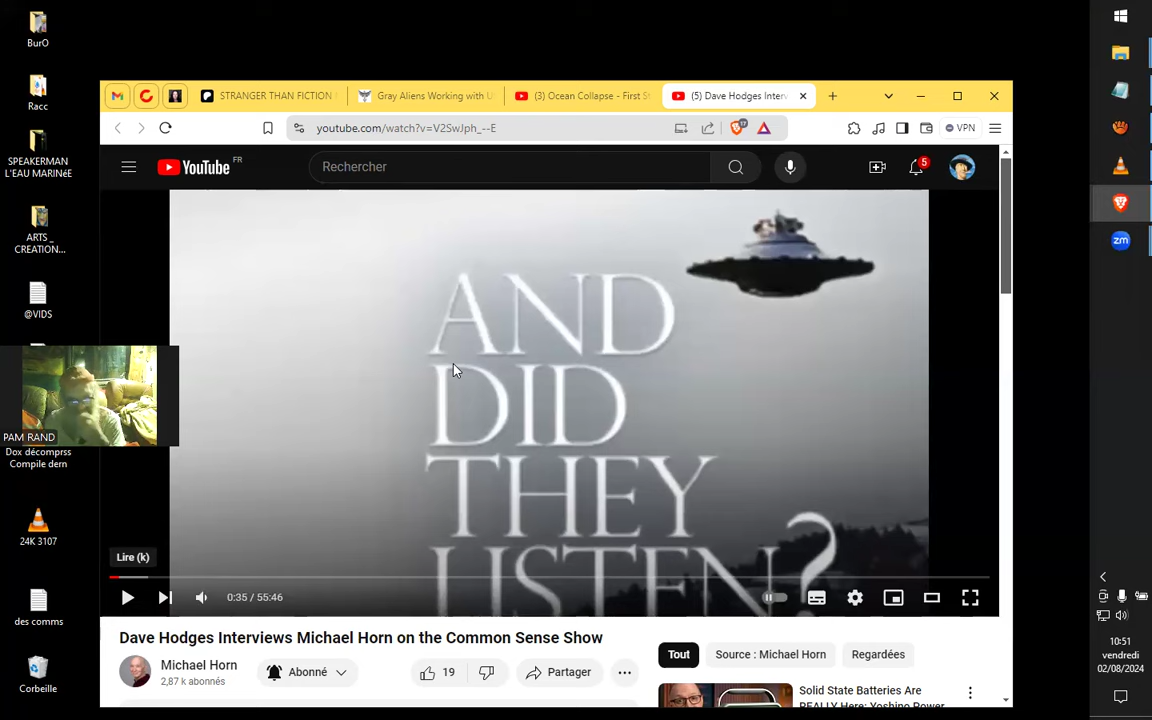 BurO
Racc
SPEAKERMAN
L'EAU MARINéE
ARTS _
CREATION...
@VIDS
PAM RAND
Dox décomprss
Compile dern
24K 3107
des comms
Corbeille
STRANGER THAN FICTION
Gray Aliens Working with U
(3) Ocean Collapse - First S
(5) Dave Hodges Interv
youtube.com/watch?v=V2SwJph_--E
17
VPN
YouTube FR
Rechercher
5
AND
DID
THEY
LISTEN?
Lire (k)
0:35 / 55:46
Dave Hodges Interviews Michael Horn on the Common Sense Show
Michael Horn
2,87 k abonnés
Abonné
19
Partager
Tout
Source : Michael Horn
Regardées
Solid State Batteries Are
REALLY Here: Yoshino Power
zm
10:51
vendredi
02/08/2024